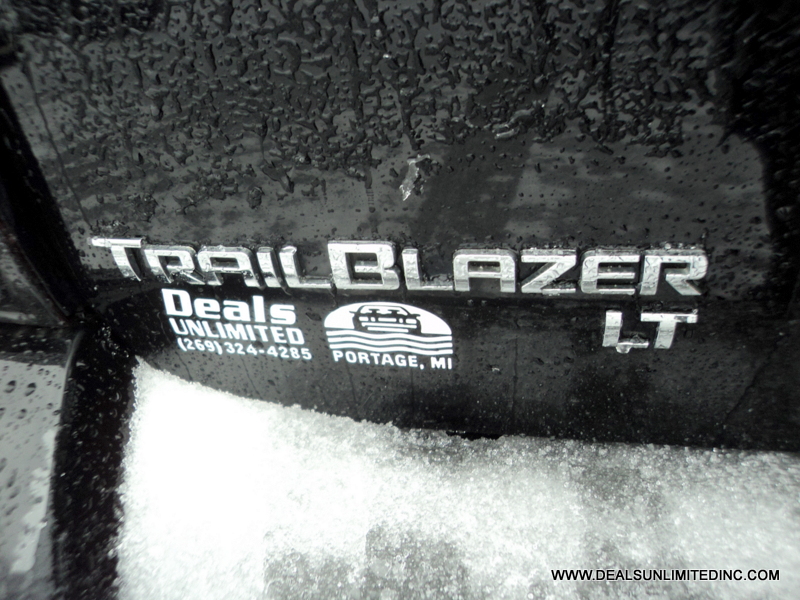 TRAILBLAZER
LT
Deals
UNLIMITED
(269) 324-4285
PORTAGE, MI
WWW.DEALSUNLIMITEDINC.COM